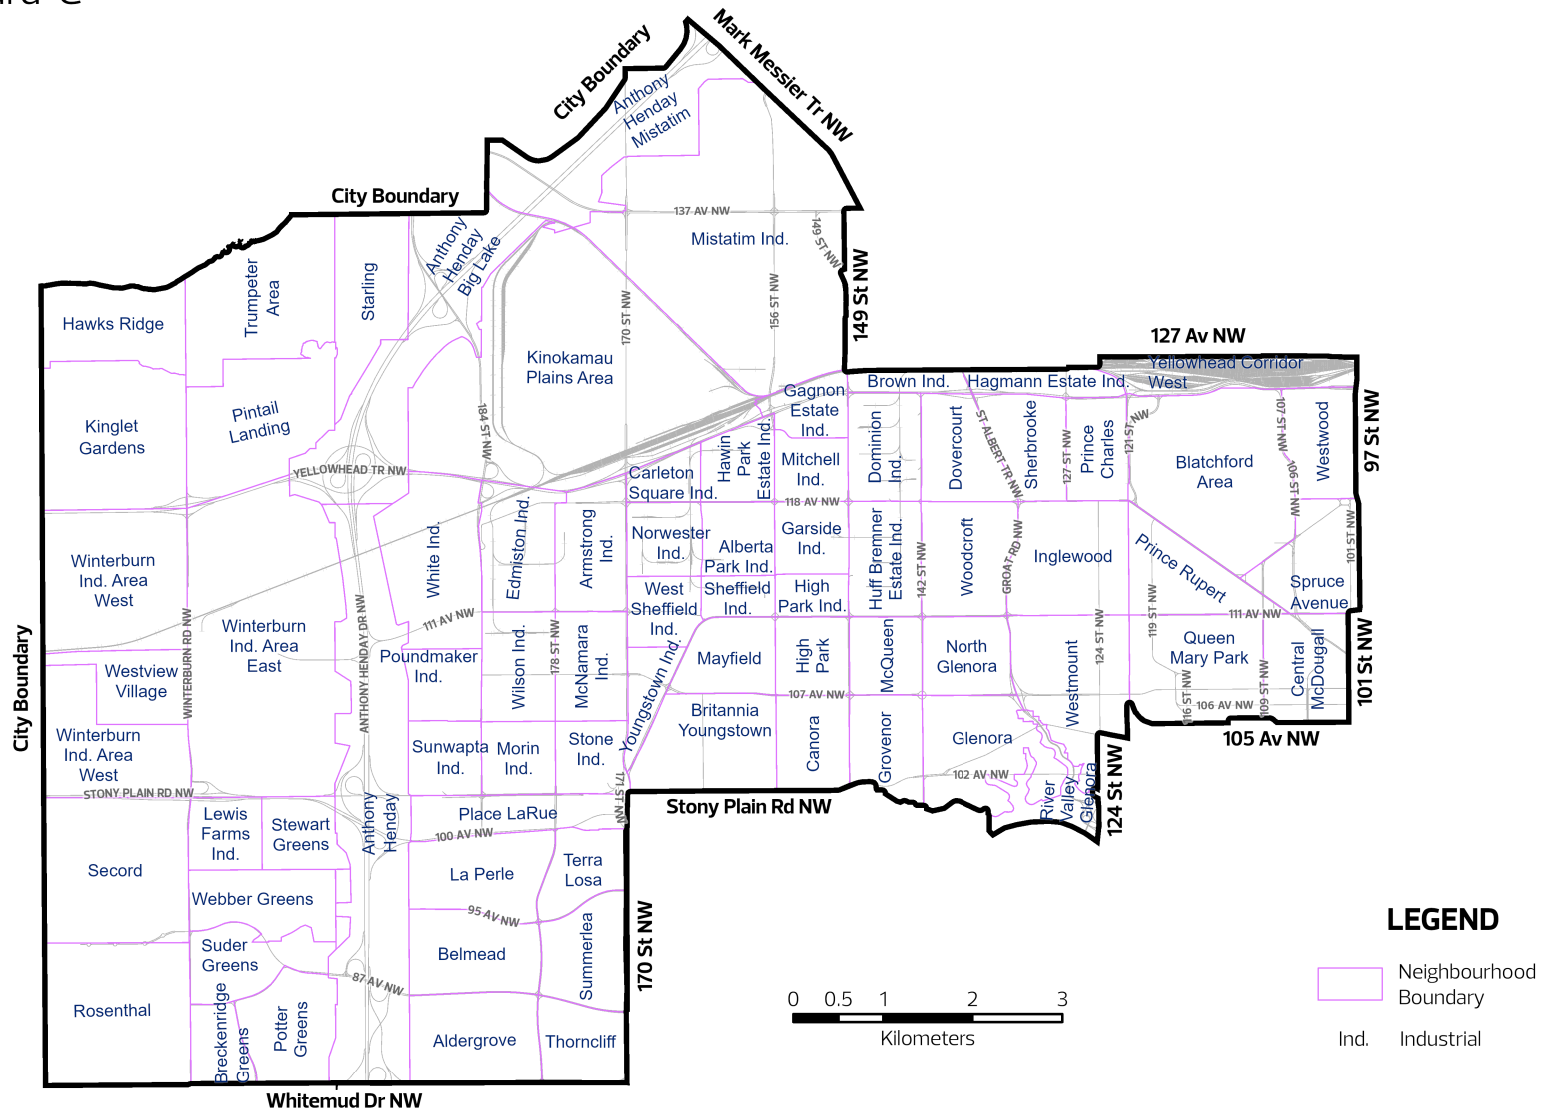 City Boundary
Mark Messier Tr NW
Anthony
Henday
Mistatim
City Boundary
137 AV NW
149 ST NW
Mistatim Ind.
Anthony
Henday
Big Lake
Trumpeter
Area
Starling
Hawks Ridge
170 ST NW
156 ST NW
149 St NW
127 Av NW
Kinokamau
Plains Area
Yellowhead Corridor
West
Brown Ind.
Hagmann Estate Ind.
Gagnon
Estate
Ind.
Kinglet
Gardens
Pintail
Landing
184 ST NW
YELLOWHEAD TR NW
Carleton
Square Ind.
Hawin
Park
Estate Ind.
Mitchell
Ind.
Dominion
Ind.
Dovercourt
ST ALBERT TR NW
Sherbrooke
127 ST NW
Prince
Charles
121 ST NW
Blatchford
Area
107 ST NW
106 ST NW
Westwood
97 St NW
118 AV NW
Winterburn
Ind. Area
West
White Ind.
Edmiston Ind.
Armstrong
Ind.
Norwester
Ind.
Alberta
Park Ind.
Garside
Ind.
Huff Bremner
Estate Ind.
142 ST NW
Woodcroft
GROAT RD NW
Inglewood
Prince Rupert
101 ST NW
Spruce
Avenue
West
Sheffield
Ind.
Sheffield
Ind.
High
Park Ind.
119 ST NW
111 AV NW
111 AV NW
Winterburn
Ind. Area
East
WINTERBURN RD NW
ANTHONY HENDAY DR NW
City Boundary
Westview
Village
Poundmaker
Ind.
Wilson Ind.
178 ST NW
McNamara
Ind.
Youngstown Ind.
Mayfield
High
Park
McQueen
North
Glenora
Westmount
124 ST NW
Queen
Mary Park
116 ST NW
109 ST NW
Central
McDougall
101 St NW
107 AV NW
106 AV NW
105 Av NW
Winterburn
Ind. Area
West
Sunwapta
Ind.
Morin
Ind.
Stone
Ind.
Britannia
Youngstown
Canora
Grovenor
Glenora
102 AV NW
River
Valley
Glenora
124 St NW
STONY PLAIN RD NW
171 ST NW
Stony Plain Rd NW
Lewis
Farms
Ind.
Stewart
Greens
Anthony
Henday
Place LaRue
100 AV NW
Secord
La Perle
Terra
Losa
Webber Greens
95 AV NW
170 St NW
Suder
Greens
Belmead
Summerlea
87 AV NW
Rosenthal
Breckenridge
Greens
Potter
Greens
Aldergrove
Thorncliff
Whitemud Dr NW
0 0.5 1 2 3
Kilometers
LEGEND
Neighbourhood
Boundary
Ind. Industrial